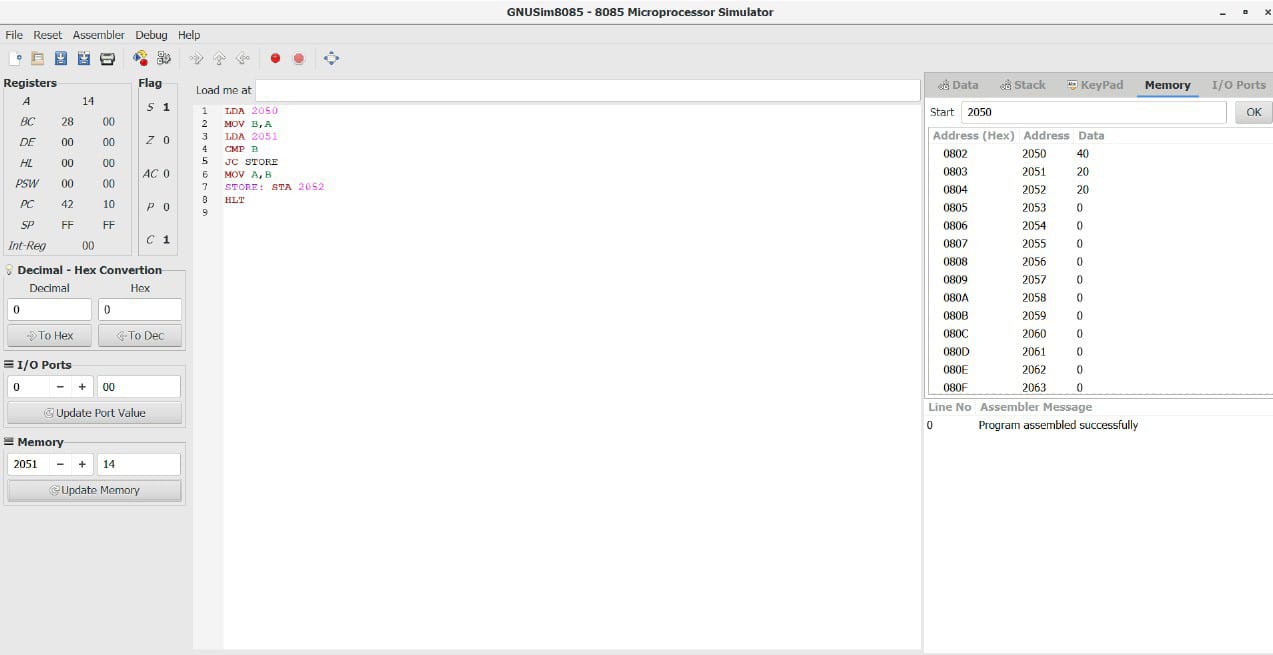 GNUSim8085 - 8085 Microprocessor Simulator
File Reset Assembler Debug Help
Registers
A 14
BC 28 00
DE 00 00
HL 00 00
PSW 00 00
PC 42 10
SP FF FF
Int-Reg 00
Flag
S 1
Z 0
AC 0
P 0
C 1
Decimal - Hex Convertion
Decimal Hex
0 0
To Hex To Dec
I/O Ports
0 - + 00
Update Port Value
Memory
2051 - + 14
Update Memory
Load me at
1 LDA 2050
2 MOV B,A
3 LDA 2051
4 CMP B
5 JC STORE
6 MOV A,B
7 STORE: STA 2052
8 HLT
9
Data Stack KeyPad Memory I/O Ports
Start 2050 OK
Address (Hex) Address Data
0802 2050 40
0803 2051 20
0804 2052 20
0805 2053 0
0806 2054 0
0807 2055 0
0808 2056 0
0809 2057 0
080A 2058 0
080B 2059 0
080C 2060 0
080D 2061 0
080E 2062 0
080F 2063 0
Line No Assembler Message
0 Program assembled successfully